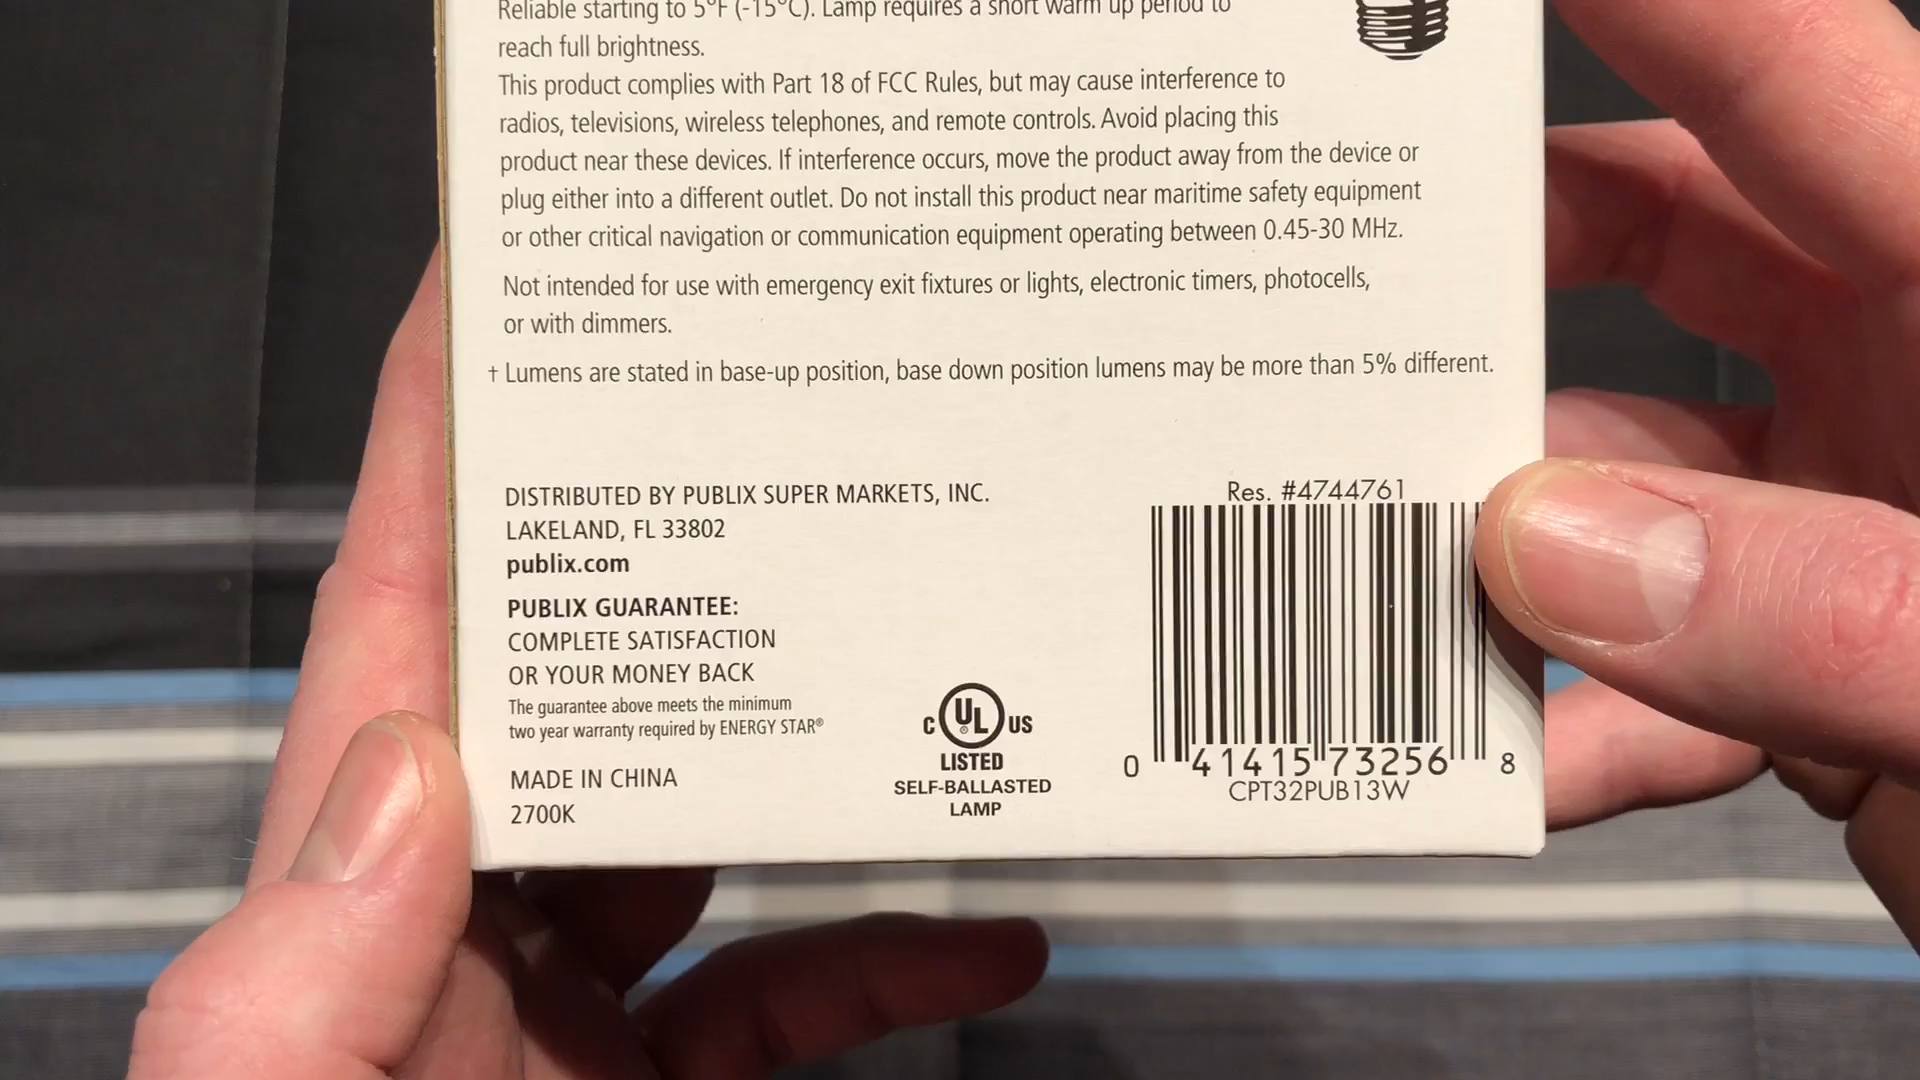 Reliable starting to 5°F (-15°C). Lamp requires a short warm up period to
reach full brightness.
This product complies with Part 18 of FCC Rules, but may cause interference to
radios, televisions, wireless telephones, and remote controls. Avoid placing this
product near these devices. If interference occurs, move the product away from the device or
plug either into a different outlet. Do not install this product near maritime safety equipment
or other critical navigation or communication equipment operating between 0.45-30 MHz.
Not intended for use with emergency exit fixtures or lights, electronic timers, photocells,
or with dimmers.
† Lumens are stated in base-up position, base down position lumens may be more than 5% different.
DISTRIBUTED BY PUBLIX SUPER MARKETS, INC.
LAKELAND, FL 33802
publix.com
PUBLIX GUARANTEE:
COMPLETE SATISFACTION
OR YOUR MONEY BACK
The guarantee above meets the minimum
two year warranty required by ENERGY STAR®
MADE IN CHINA
2700K
C UL® US
LISTED
SELF-BALLASTED
LAMP
Res. #4744761
0 41415 73256 8
CPT32PUB13W